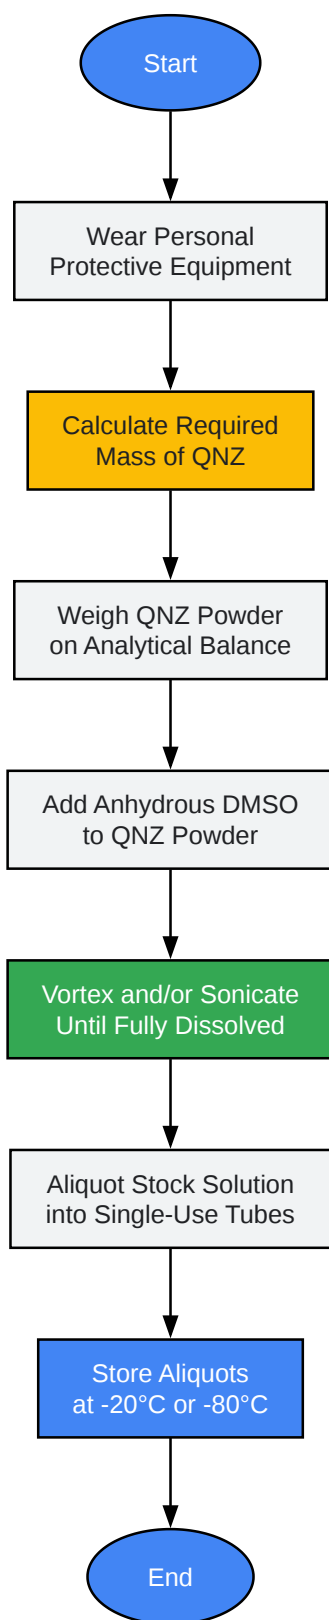 Start
Wear Personal
Protective Equipment
Calculate Required
Mass of QNZ
Weigh QNZ Powder
on Analytical Balance
Add Anhydrous DMSO
to QNZ Powder
Vortex and/or Sonicate
Until Fully Dissolved
Aliquot Stock Solution
into Single-Use Tubes
Store Aliquots
at -20°C or -80°C
End